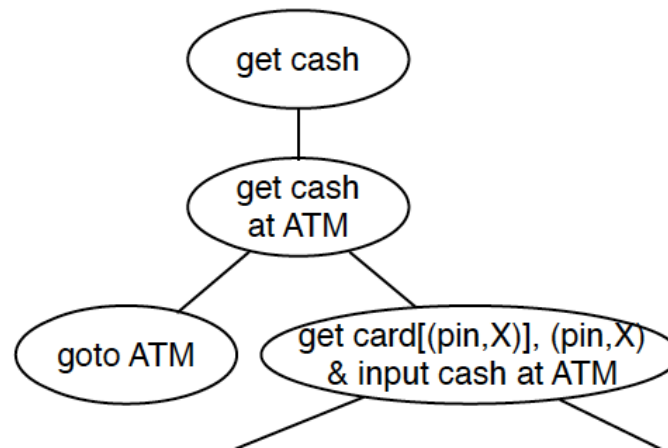 get cash
get cash
at ATM
goto ATM
get card[(pin,X)], (pin,X)
& input cash at ATM